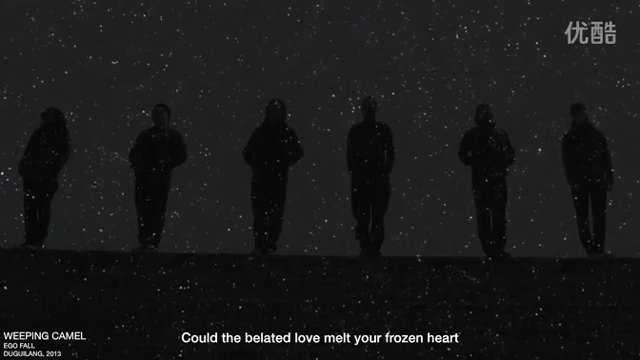 优酷
Could the belated love melt your frozen heart
WEEPING CAMEL
EGO FALL
DUGUILANG, 2013